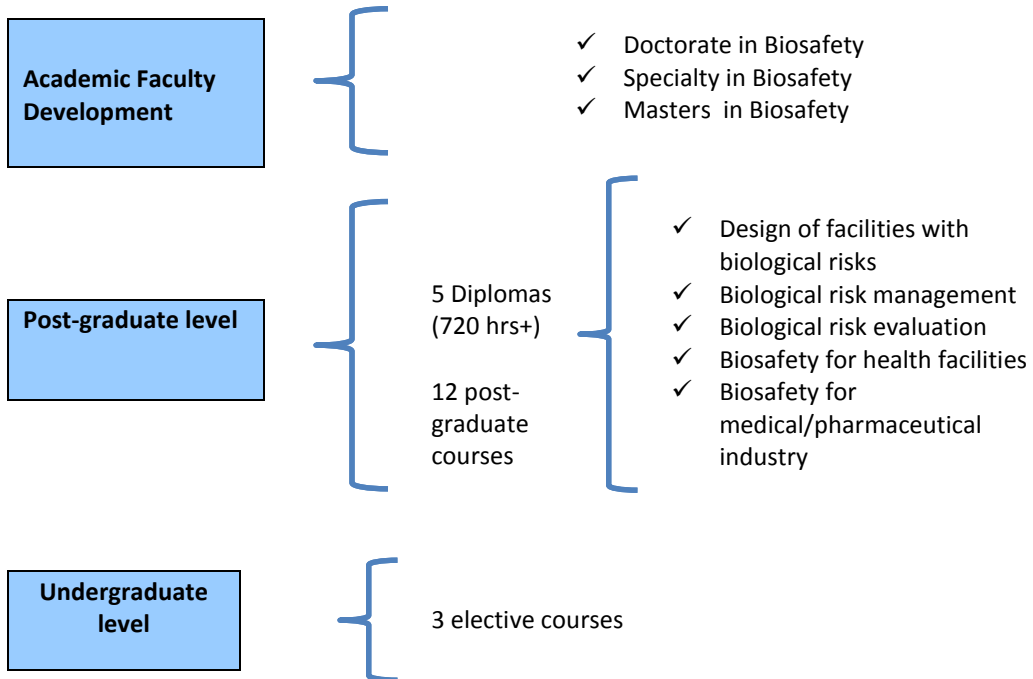 Academic Faculty
Development
✓ Doctorate in Biosafety
✓ Specialty in Biosafety
✓ Masters in Biosafety
Post-graduate level
5 Diplomas
(720 hrs+)
12 post-
graduate
courses
✓ Design of facilities with
biological risks
✓ Biological risk management
✓ Biological risk evaluation
✓ Biosafety for health facilities
✓ Biosafety for
medical/pharmaceutical
industry
Undergraduate
level
3 elective courses